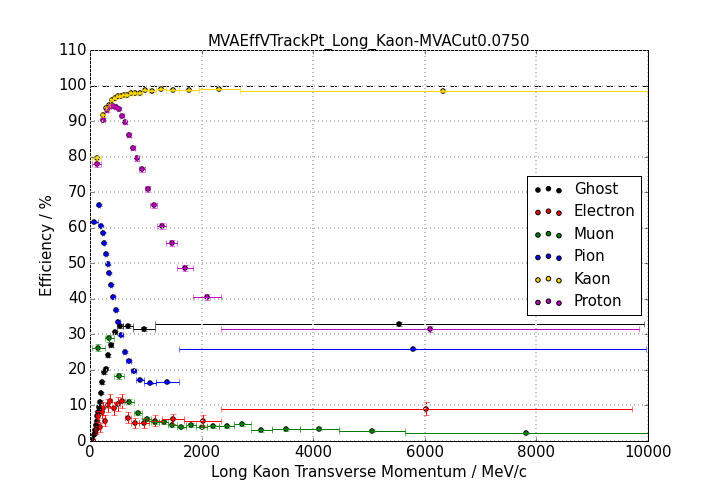 MVAEffVTrackPt_Long_Kaon-MVACut0.0750
110
100
90
80
70
60
50
40
30
20
10
0
Efficiency / %
Ghost
Electron
Muon
Pion
Kaon
Proton
0 2000 4000 6000 8000 10000
Long Kaon Transverse Momentum / MeV/c